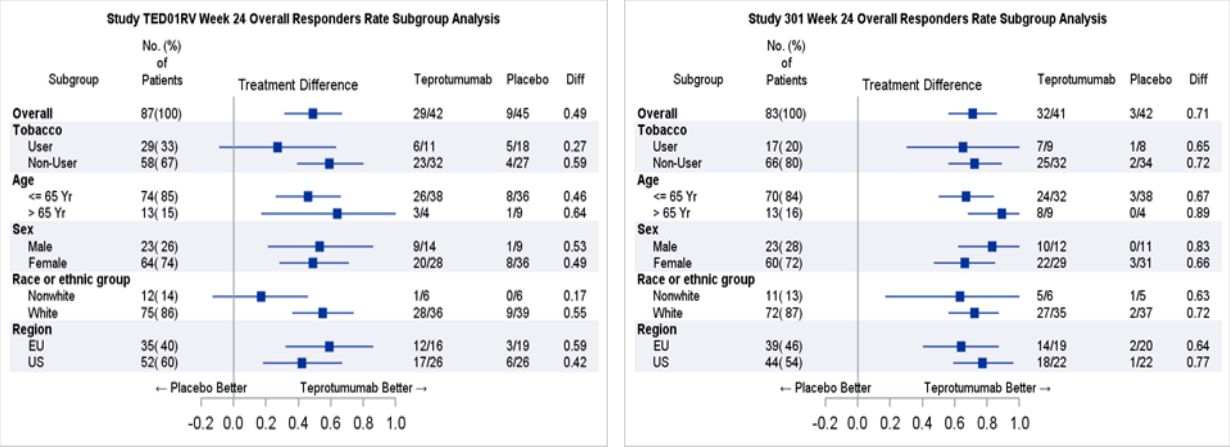 Study TED01RV Week 24 Overall Responders Rate Subgroup Analysis
No. (%)
of
Subgroup Patients Treatment Difference Teprotumumab Placebo Diff
Overall 87(100) 29/42 9/45 0.49
Tobacco
User 29( 33) 6/11 5/18 0.27
Non-User 58( 67) 23/32 4/27 0.59
Age
<= 65 Yr 74( 85) 26/38 8/36 0.46
> 65 Yr 13( 15) 3/4 1/9 0.64
Sex
Male 23( 26) 9/14 1/9 0.53
Female 64( 74) 20/28 8/36 0.49
Race or ethnic group
Nonwhite 12( 14) 1/6 0/6 0.17
White 75( 86) 28/36 9/39 0.55
Region
EU 35( 40) 12/16 3/19 0.59
US 52( 60) 17/26 6/26 0.42
← Placebo Better Teprotumumab Better →
-0.2 0.0 0.2 0.4 0.6 0.8 1.0
Study 301 Week 24 Overall Responders Rate Subgroup Analysis
No. (%)
of
Subgroup Patients Treatment Difference Teprotumumab Placebo Diff
Overall 83(100) 32/41 3/42 0.71
Tobacco
User 17( 20) 7/9 1/8 0.65
Non-User 66( 80) 25/32 2/34 0.72
Age
<= 65 Yr 70( 84) 24/32 3/38 0.67
> 65 Yr 13( 16) 8/9 0/4 0.89
Sex
Male 23( 28) 10/12 0/11 0.83
Female 60( 72) 22/29 3/31 0.66
Race or ethnic group
Nonwhite 11( 13) 5/6 1/5 0.63
White 72( 87) 27/35 2/37 0.72
Region
EU 39( 46) 14/19 2/20 0.64
US 44( 54) 18/22 1/22 0.77
← Placebo Better Teprotumumab Better →
-0.2 0.0 0.2 0.4 0.6 0.8 1.0